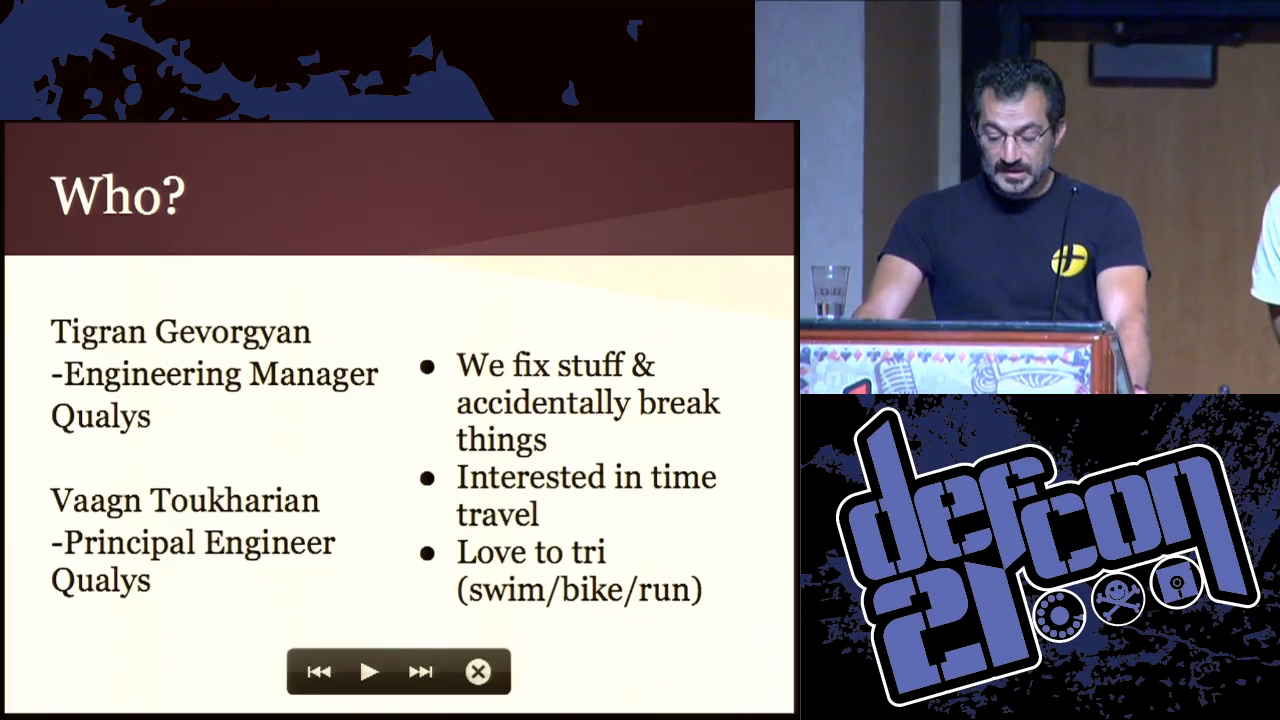 Who?
Tigran Gevorgyan
-Engineering Manager
Qualys
Vaagn Toukharian
-Principal Engineer
Qualys
● We fix stuff &
accidentally break
things
● Interested in time
travel
● Love to tri
(swim/bike/run)
defcon
21